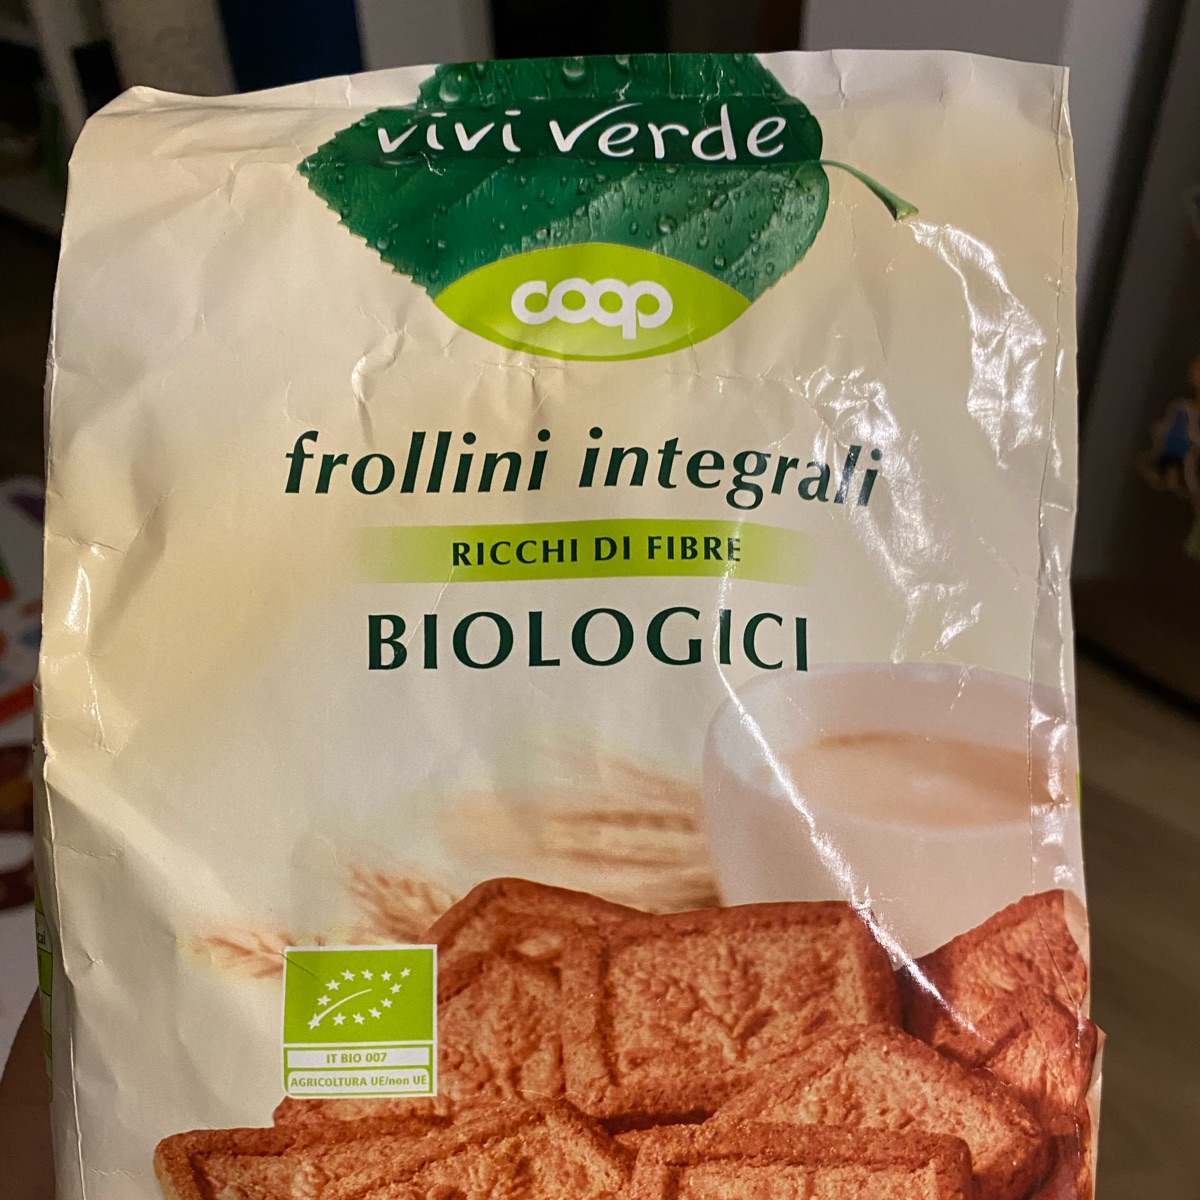 vivi verde
coop
frollini integrali
RICCHI DI FIBRE
BIOLOGICI
IT BIO 007
AGRICOLTURA UE/non UE